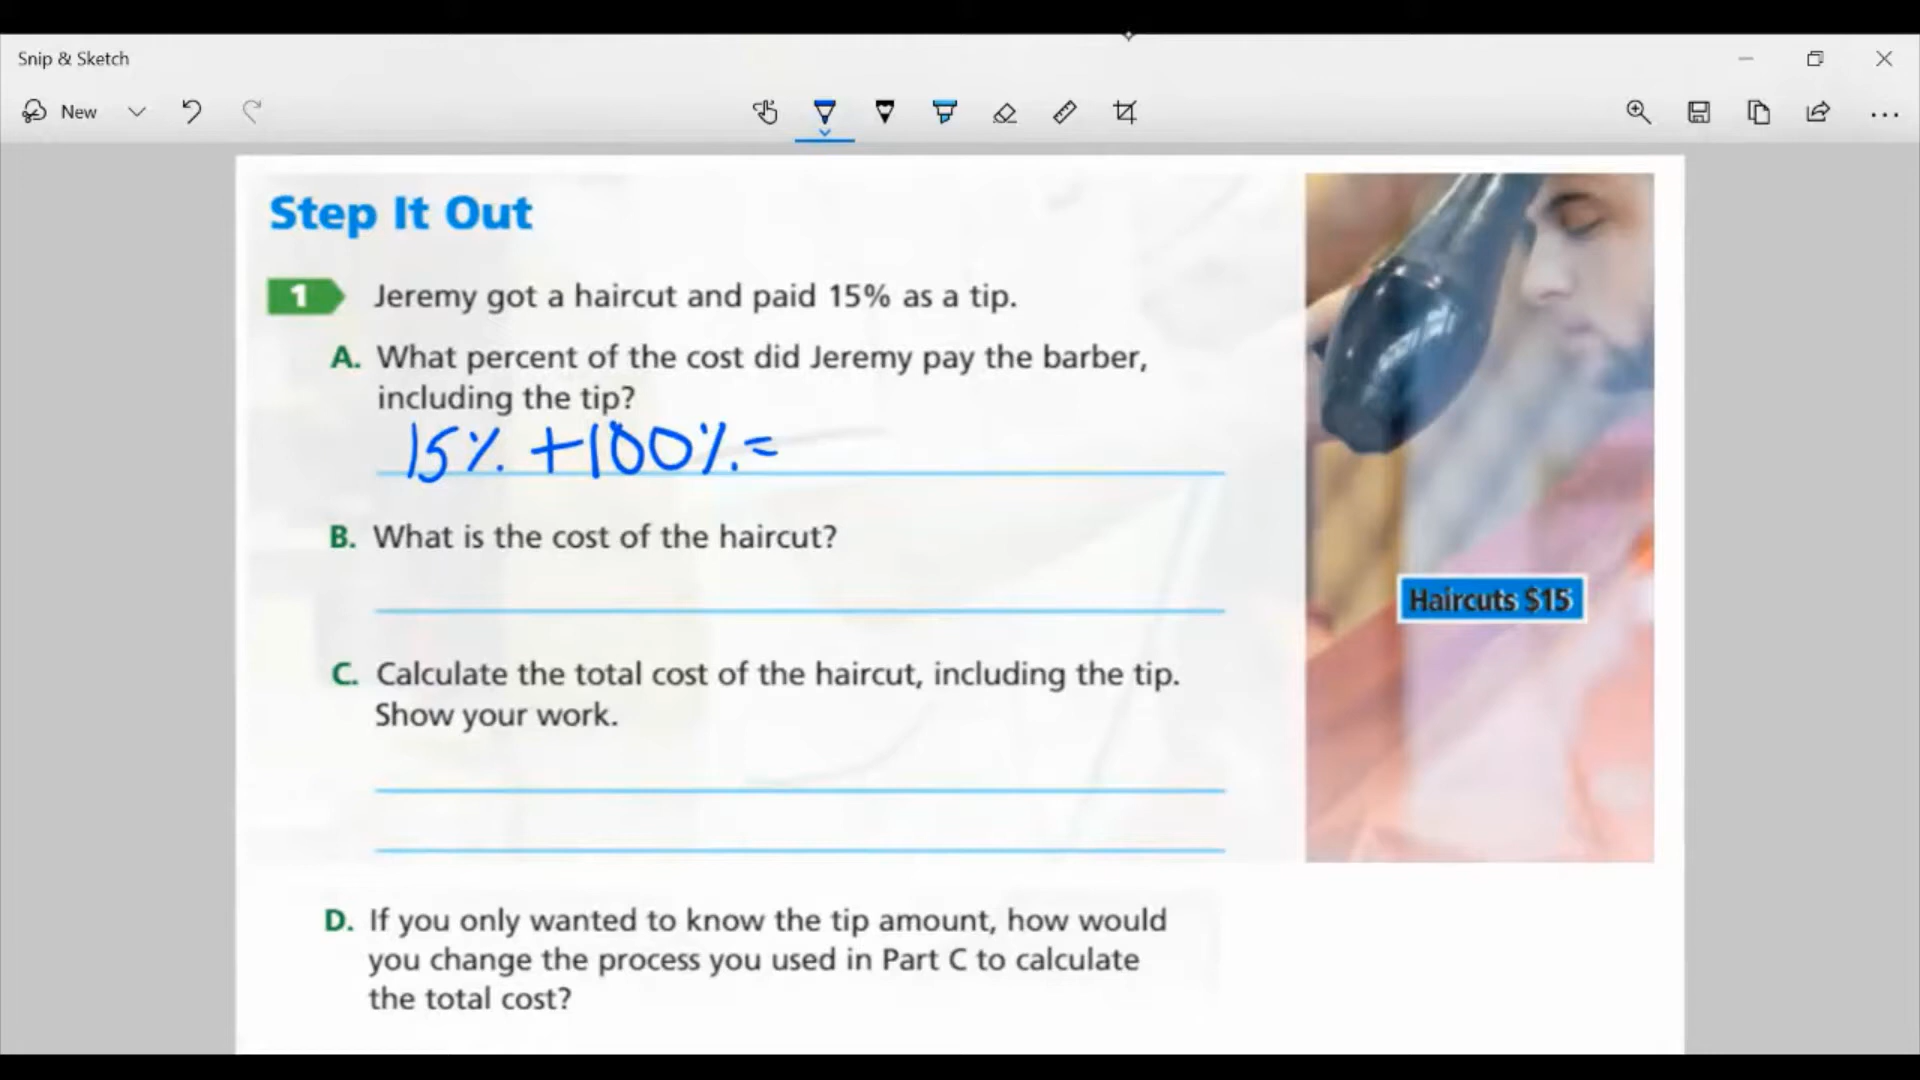 Snip & Sketch
New
Step It Out
1 Jeremy got a haircut and paid 15% as a tip.
A. What percent of the cost did Jeremy pay the barber,
including the tip?
15% +100%=
B. What is the cost of the haircut?
Haircuts $15
C. Calculate the total cost of the haircut, including the tip.
Show your work.
D. If you only wanted to know the tip amount, how would
you change the process you used in Part C to calculate
the total cost?